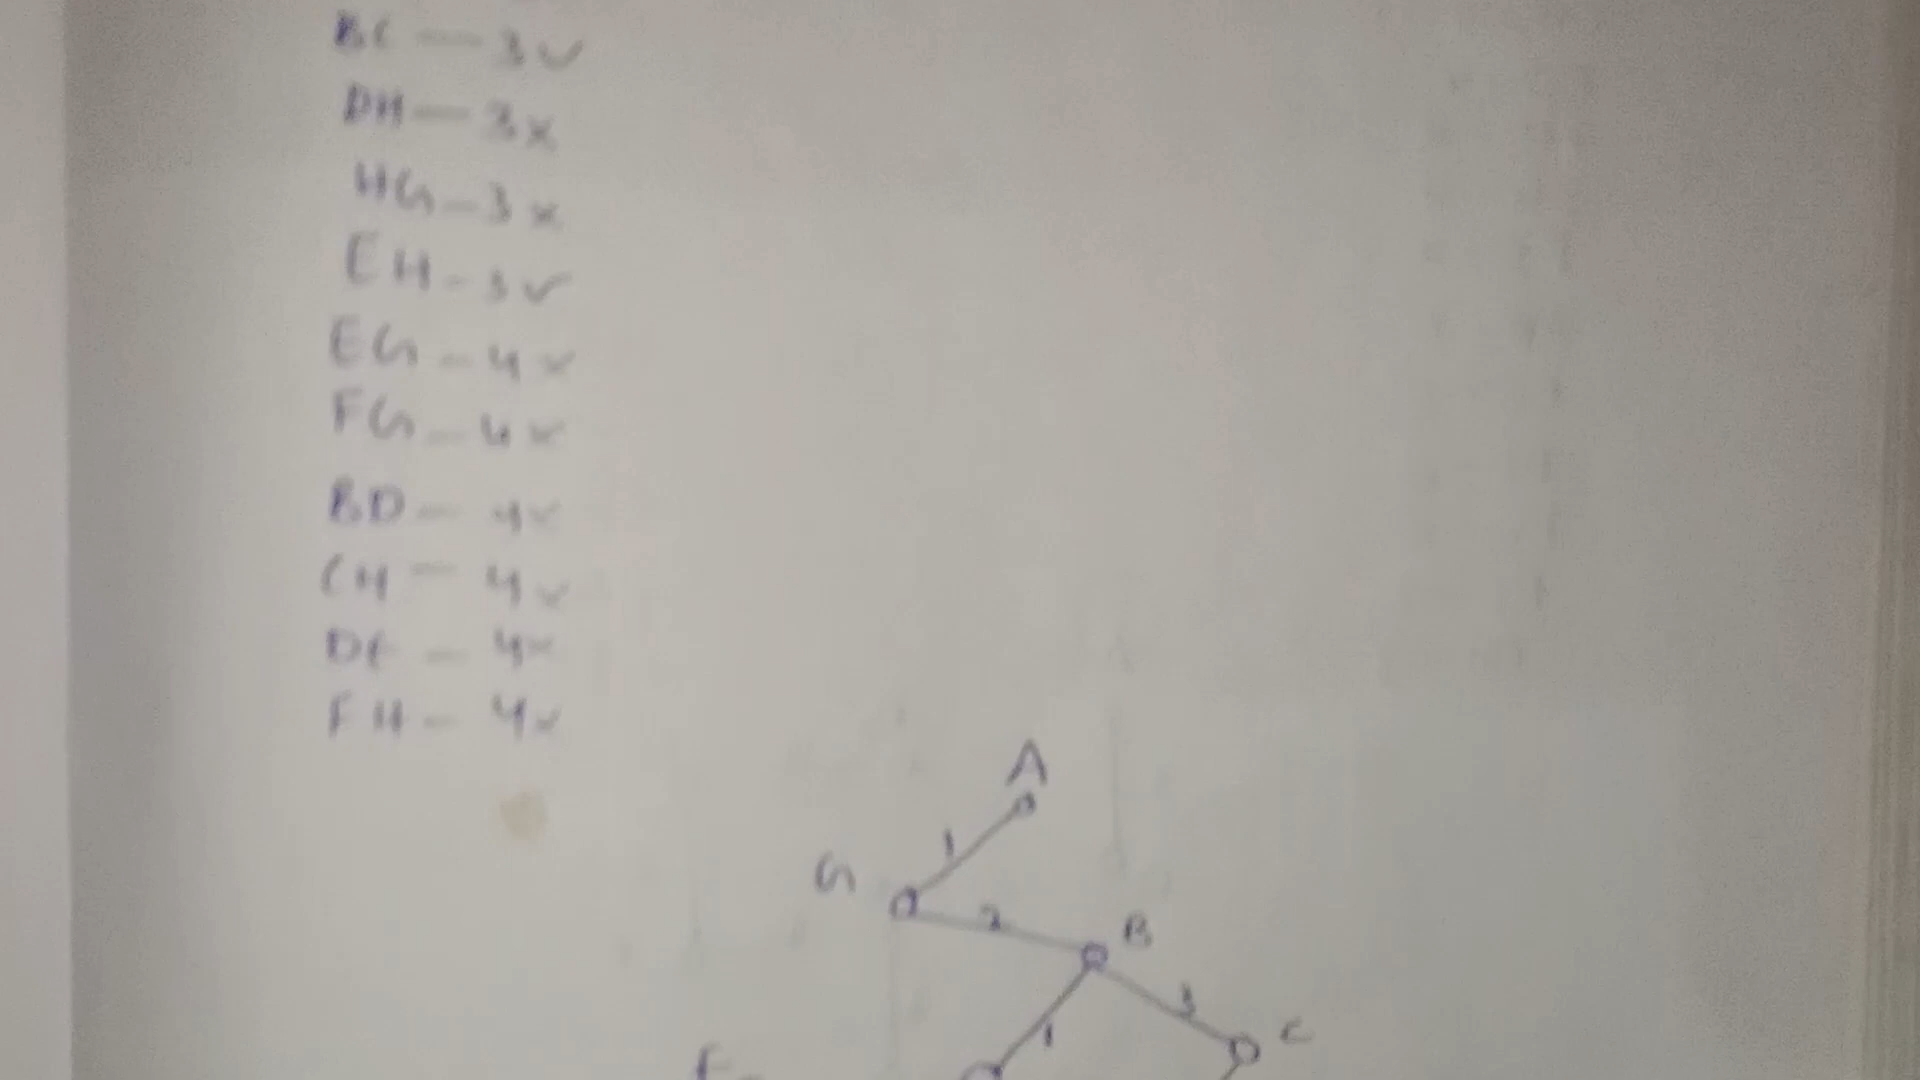 BC — 3 ✓
DH — 3 x
HG — 3 x
EH - 3 ✓
EG - 4 x
FG - 4 x
BD - 4 x
CH - 4 x
DE - 4 x
FH - 4 x
A
1
G
2
B
3
1
C